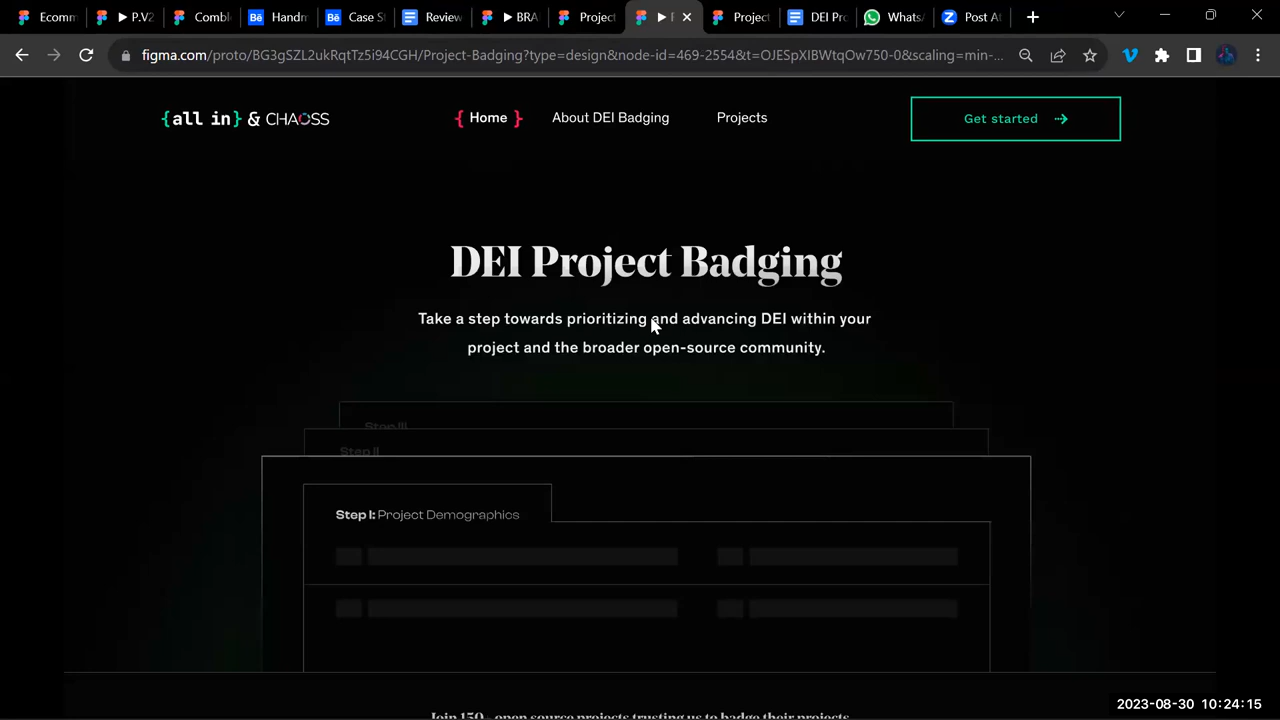 Ecomm
P.V2
Combl
Handm
Case S
Review
BRA
Project
Project
DEI Pro
Whats
Post At
figma.com/proto/BG3gSZL2ukRqtTz5i94CGH/Project-Badging?type=design&node-id=469-2554&t=OJESpXIBWtqOw750-0&scaling=min-...
{all in} & CHAOSS
{ Home }
About DEI Badging
Projects
Get started
DEI Project Badging
Take a step towards prioritizing and advancing DEI within your
project and the broader open-source community.
Step III
Step II
Step I: Project Demographics
Join 150+ open source projects trusting us to badge their projects
2023-08-30 10:24:15